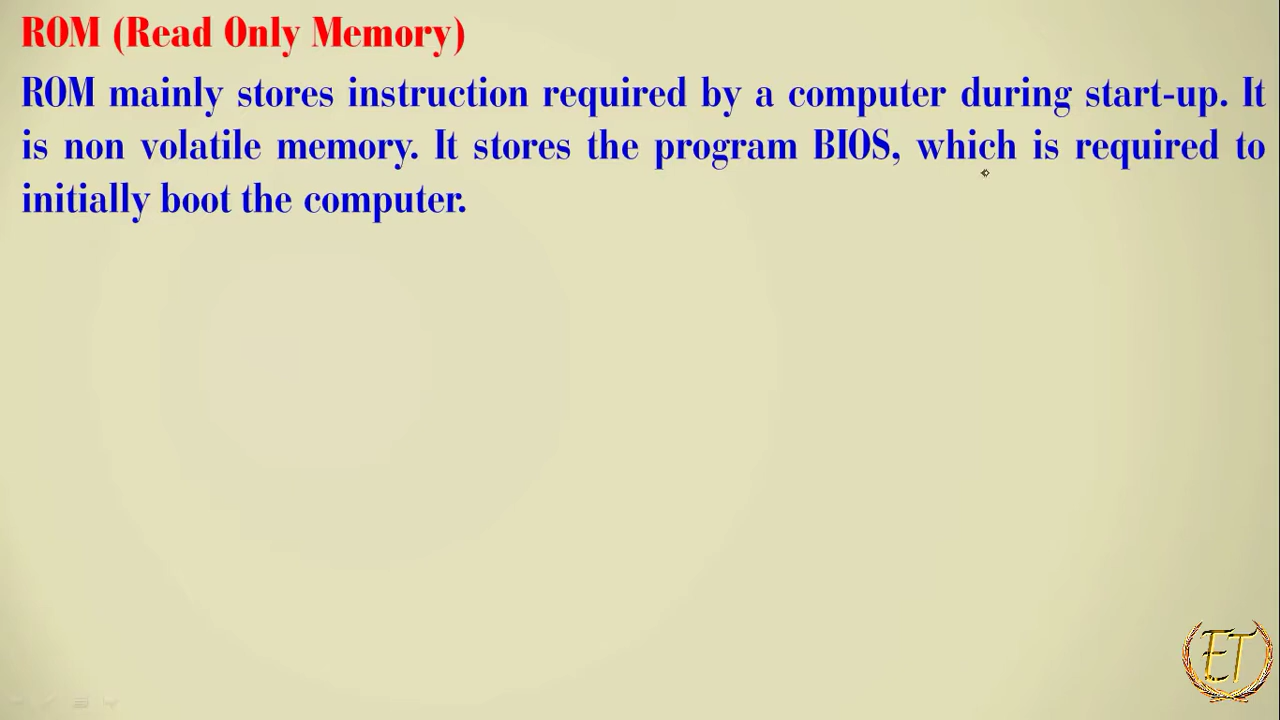 ROM (Read Only Memory)
ROM mainly stores instruction required by a computer during start-up. It
is non volatile memory. It stores the program BIOS, which is required to
initially boot the computer.
ET